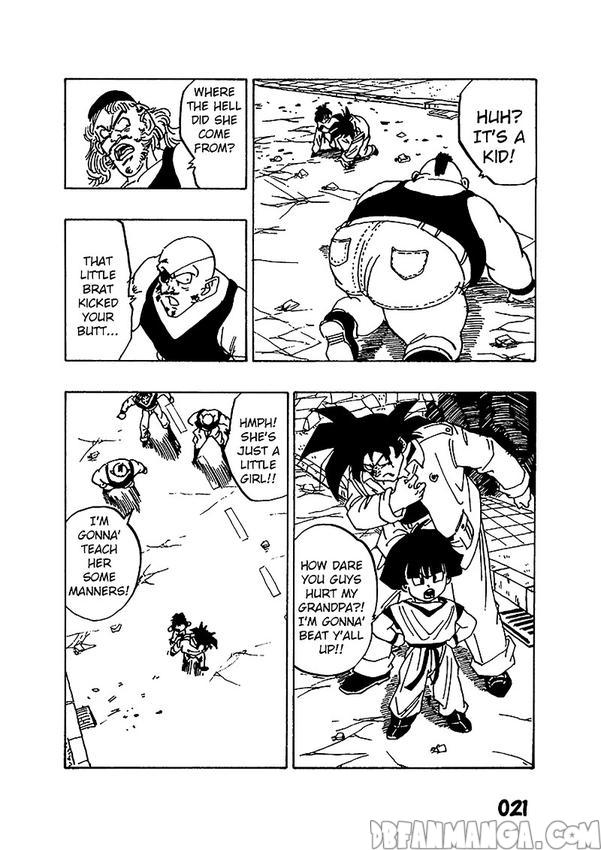 HUH?
IT'S A
KID!
WHERE
THE HELL
DID SHE
COME
FROM?
THAT
LITTLE
BRAT
KICKED
YOUR
BUTT...
HOW DARE
YOU GUYS
HURT MY
GRANDPA?!
I'M GONNA'
BEAT Y'ALL
UP!!
HMPH!
SHE'S
JUST A
LITTLE
GIRL!!
I'M
GONNA'
TEACH
HER
SOME
MANNERS!
021
DBFANMANGA.COM